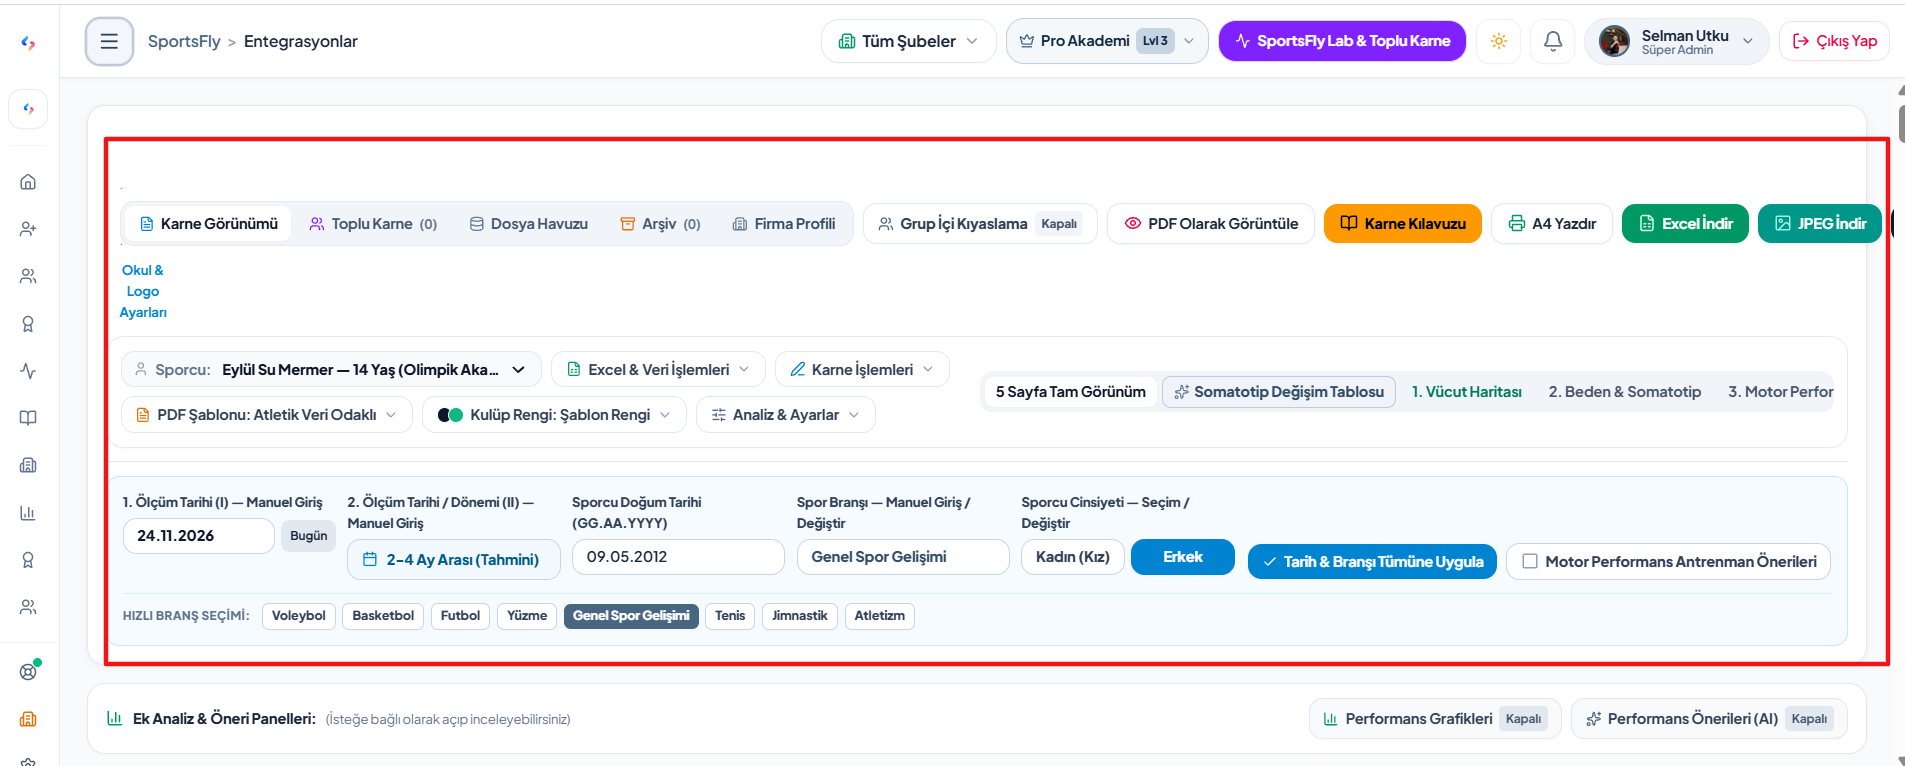 SportsFly > Entegrasyonlar
Tüm Şubeler
Pro Akademi Lvl 3
SportsFly Lab & Toplu Karne
Selman Utku
Süper Admin
Çıkış Yap
Karne Görünümü
Toplu Karne (0)
Dosya Havuzu
Arşiv (0)
Firma Profili
Grup İçi Kıyaslama Kapalı
PDF Olarak Görüntüle
Karne Kılavuzu
A4 Yazdır
Excel İndir
JPEG İndir
Okul &
Logo
Ayarları
Sporcu: Eylül Su Mermer — 14 Yaş (Olimpik Aka...
Excel & Veri İşlemleri
Karne İşlemleri
5 Sayfa Tam Görünüm
Somatotip Değişim Tablosu
1. Vücut Haritası
2. Beden & Somatotip
3. Motor Perfor
PDF Şablonu: Atletik Veri Odaklı
Kulüp Rengi: Şablon Rengi
Analiz & Ayarlar
1. Ölçüm Tarihi (I) — Manuel Giriş
24.11.2026
Bugün
2. Ölçüm Tarihi / Dönemi (II) —
Manuel Giriş
2-4 Ay Arası (Tahmini)
Sporcu Doğum Tarihi
(GG.AA.YYYY)
09.05.2012
Spor Branşı — Manuel Giriş /
Değiştir
Genel Spor Gelişimi
Sporcu Cinsiyeti — Seçim /
Değiştir
Kadın (Kız)
Erkek
Tarih & Branşı Tümüne Uygula
Motor Performans Antrenman Önerileri
HIZLI BRANŞ SEÇİMİ:
Voleybol
Basketbol
Futbol
Yüzme
Genel Spor Gelişimi
Tenis
Jimnastik
Atletizm
Ek Analiz & Öneri Panelleri: (İsteğe bağlı olarak açıp inceleyebilirsiniz)
Performans Grafikleri Kapalı
Performans Önerileri (AI) Kapalı